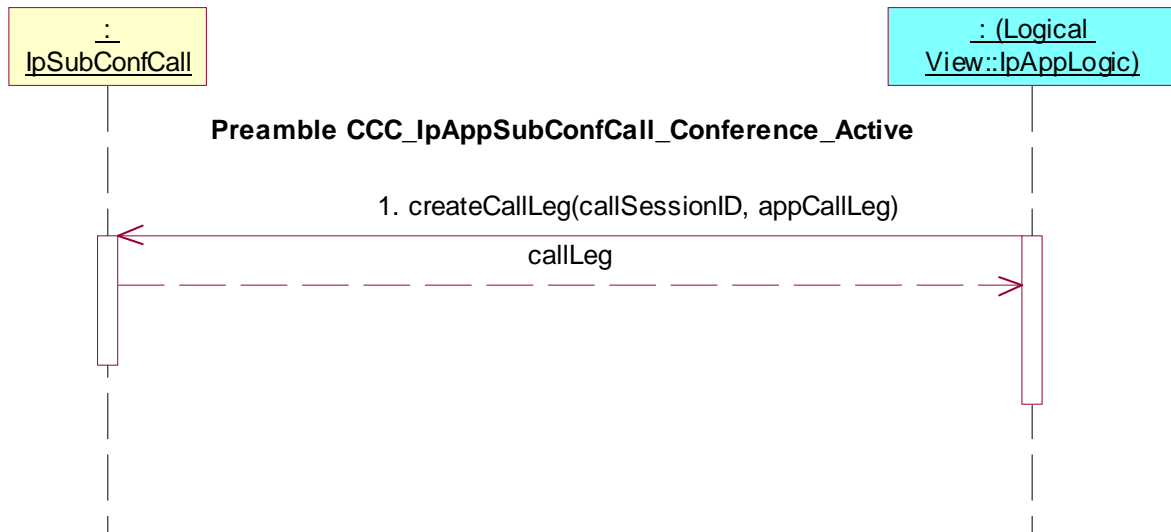 :
IpSubConfCall
: (Logical
View::IpAppLogic)
Preamble CCC_IpAppSubConfCall_Conference_Active
1. createCallLeg(callSessionID, appCallLeg)
callLeg